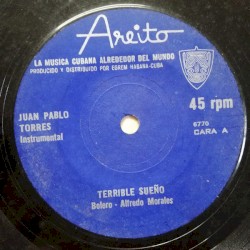 Areito
LA MUSICA CUBANA ALREDEDOR DEL MUNDO
PRODUCIDO Y DISTRIBUIDO POR EGREM HABANA-CUBA
JUAN PABLO
TORRES
Instrumental
45 rpm
6770
CARA A
TERRIBLE SUEÑO
Bolero - Alfredo Morales